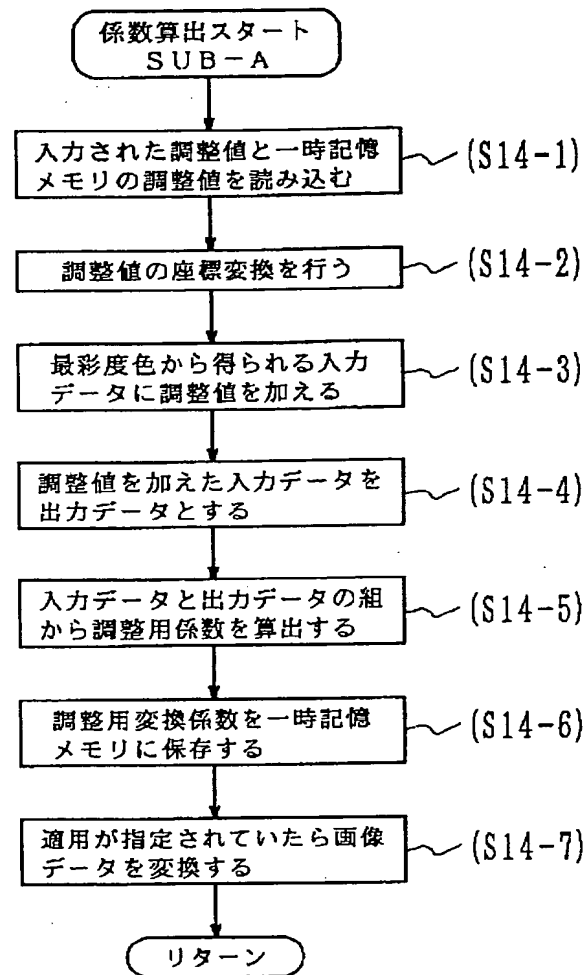 係数算出スタート
SUB-A
入力された調整値と一時記憶
メモリの調整値を読み込む
(S14-1)
調整値の座標変換を行う
(S14-2)
最彩度色から得られる入力
データに調整値を加える
(S14-3)
調整値を加えた入力データを
出力データとする
(S14-4)
入力データと出力データの組
から調整用係数を算出する
(S14-5)
調整用変換係数を一時記憶
メモリに保存する
(S14-6)
適用が指定されていたら画像
データを変換する
(S14-7)
リターン